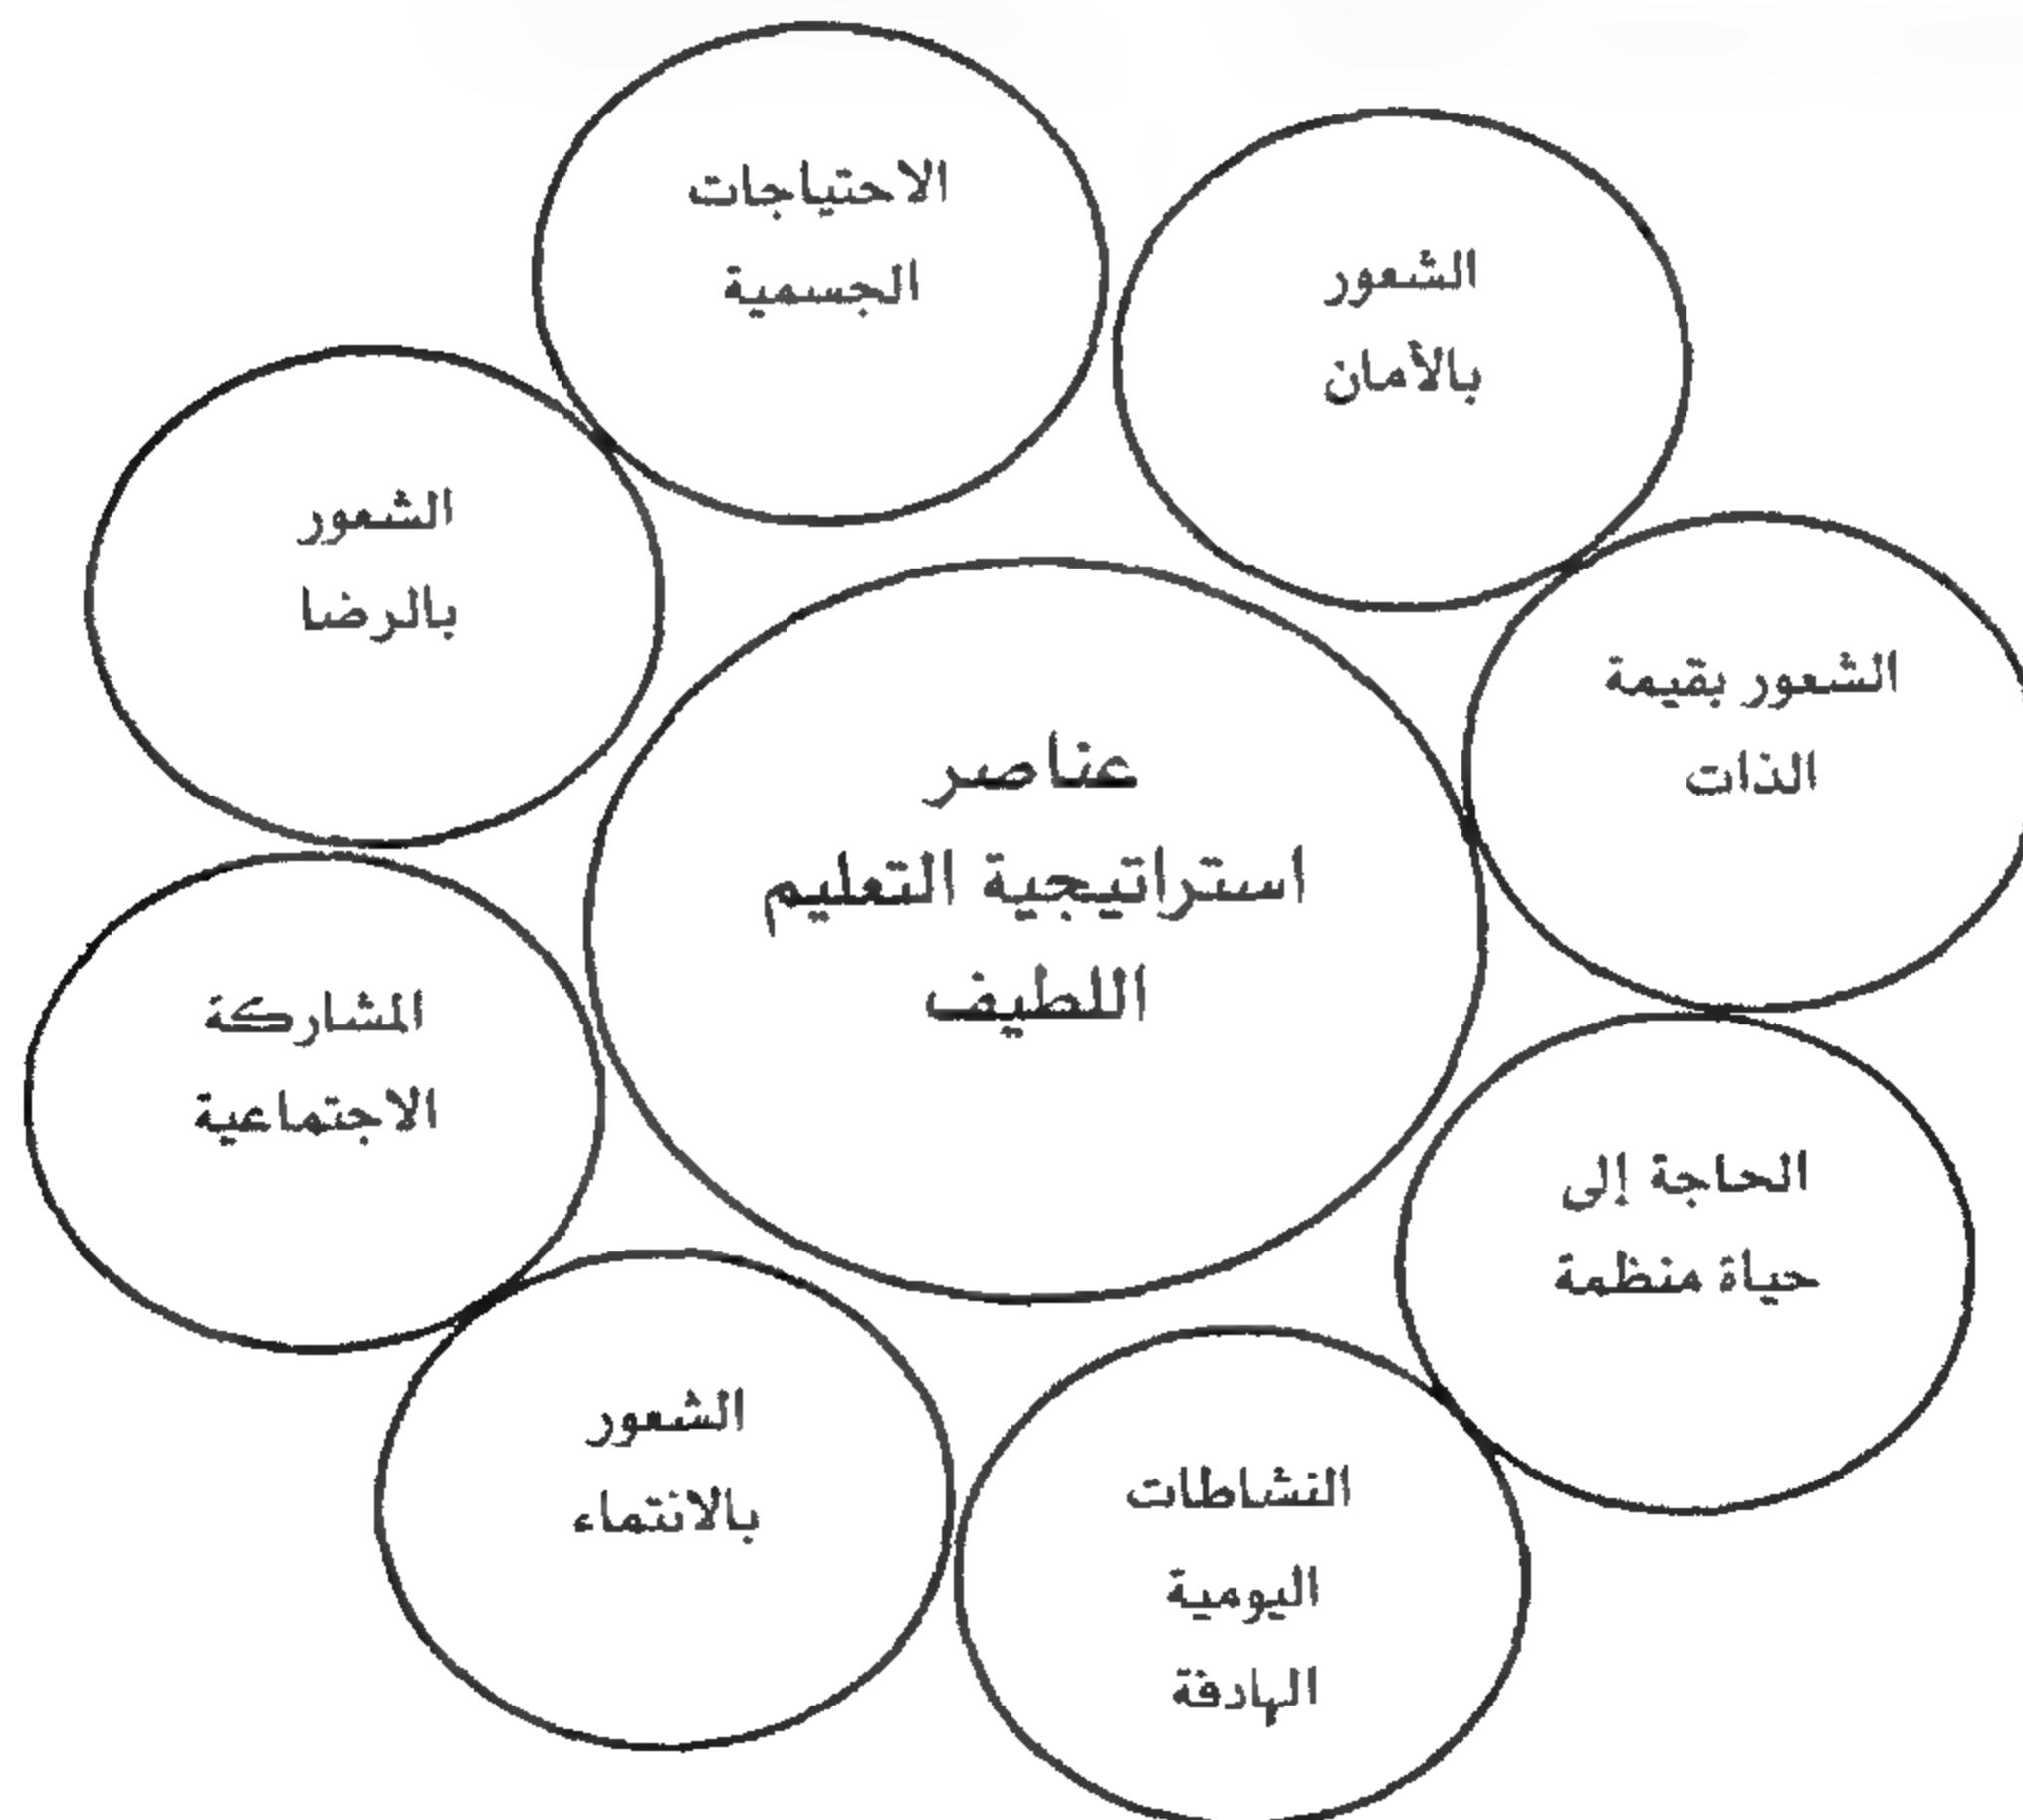 الاحتياجات
الجسمية
الشعور
بالأمان
الشعور بقيمة
الذات
الحاجة إلى
حياة منظمة
النشاطات
اليومية
الهادفة
الشعور
بالانتماء
المشاركة
الاجتماعية
الشعور
بالرضا
عناصر
استراتيجية التعليم
اللطيف